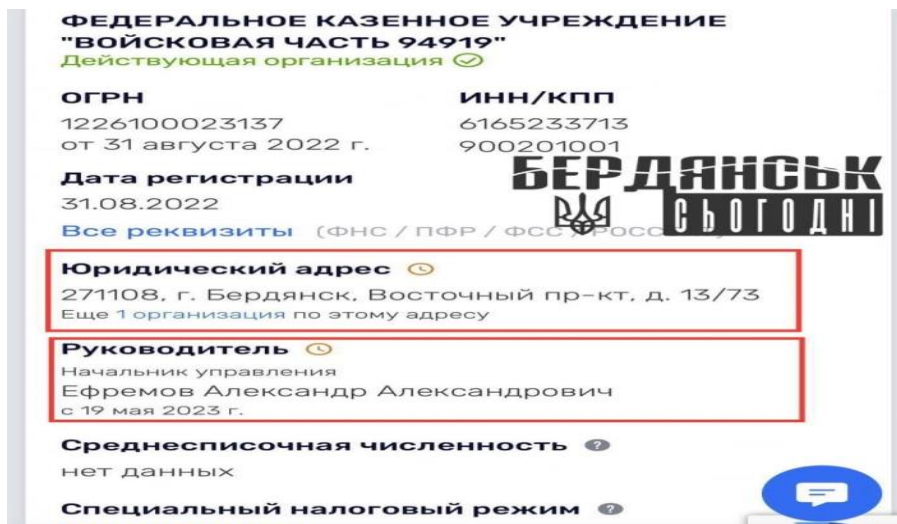 ФЕДЕРАЛЬНОЕ КАЗЕННОЕ УЧРЕЖДЕНИЕ
"ВОЙСКОВАЯ ЧАСТЬ 94919"
Действующая организация
ОГРН
1226100023137
от 31 августа 2022 г.
ИНН/КПП
6165233713
900201001
БЕРДЯНСЬК
СЬОГОДНІ
Дата регистрации
31.08.2022
Все реквизиты (ФНС / ПФР / ФСС /
Юридический адрес
271108, г. Бердянск, Восточный пр-кт, д. 13/73
Еще 1 организация по этому адресу
Руководитель
Начальник управления
Ефремов Александр Александрович
с 19 мая 2023 г.
Среднесписочная численность ?
нет данных
Специальный налоговый режим ?